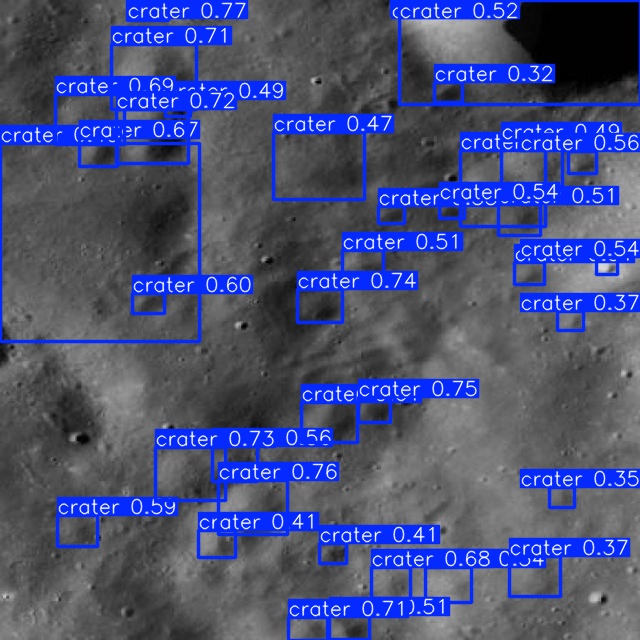 crater 0.77
crater 0.52
crater 0.71
crater 0.32
crater 0.69
crater 0.49
crater 0.72
crater 0.47
crater
crater 0.67
crater 0.49
crater 0.56
crater
crater 0.54
0.51
crater 0.51
crater 0.54
crater 0.74
crater 0.60
crater 0.37
crater 0.75
crater 0.73
0.56
crater 0.76
crater 0.35
crater 0.59
crater 0.41
crater 0.41
crater 0.37
crater 0.68
crater 0.71
0.51